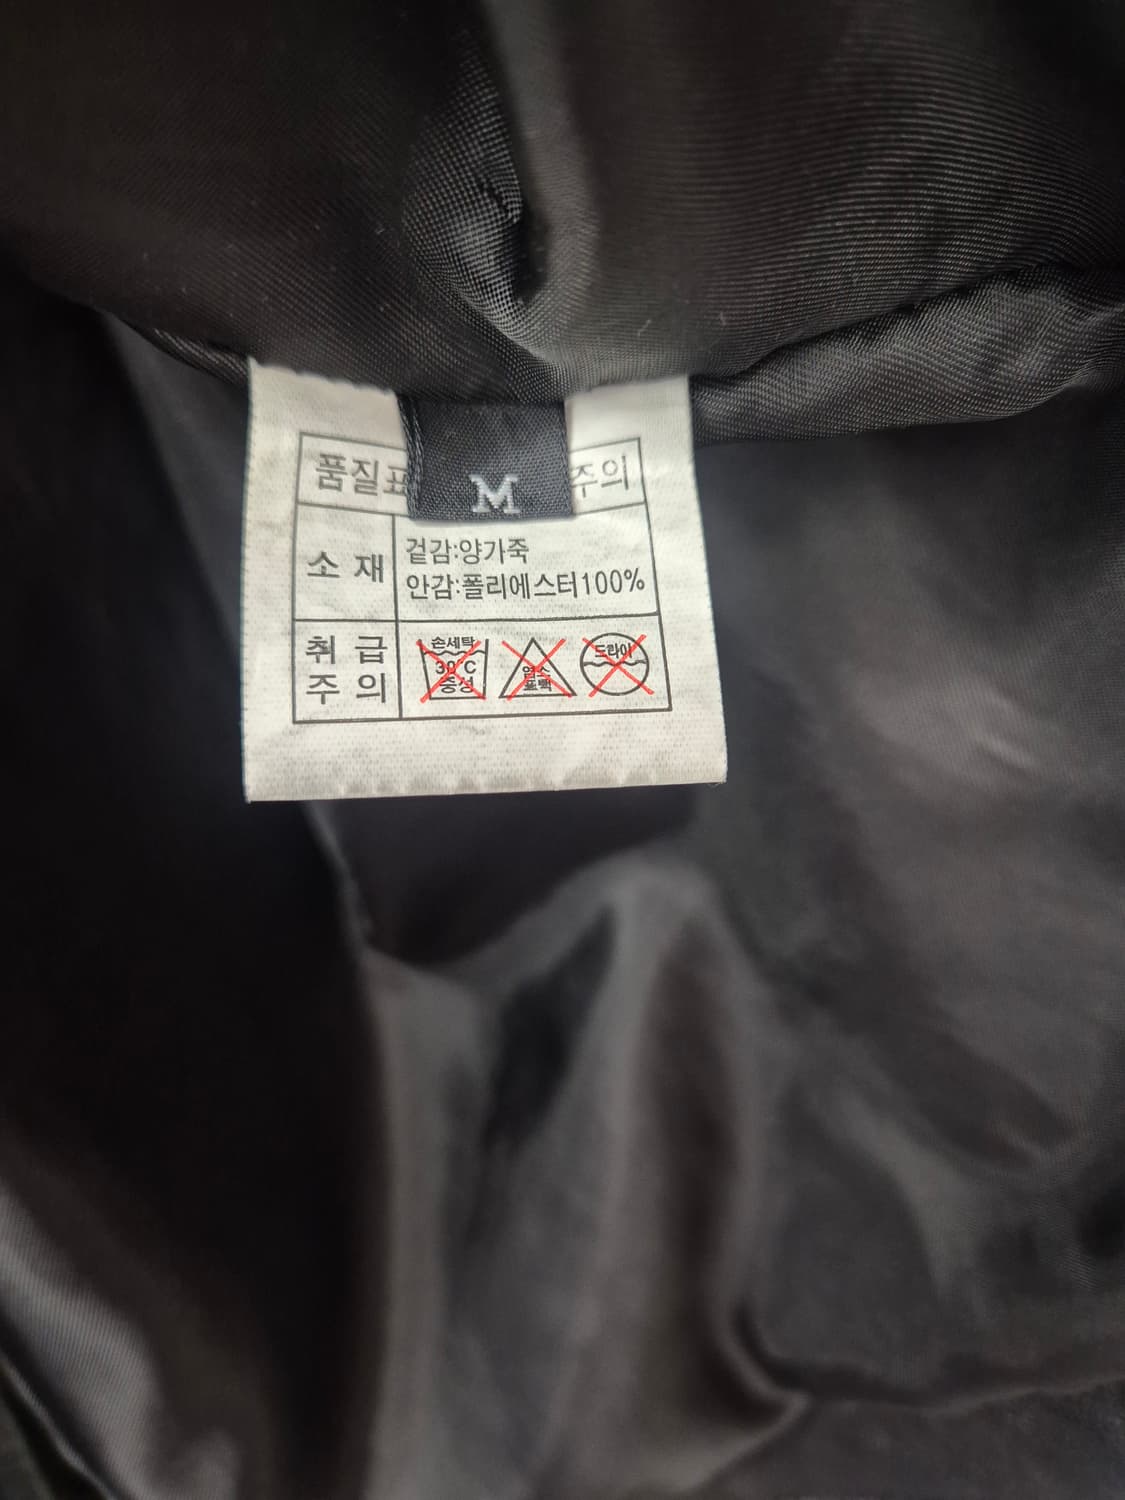 품질표
주의
M
소 재
겉감:양가죽
안감:폴리에스터100%
취 급
주 의
손세탁
30°C
중성
염소
표백
드라이